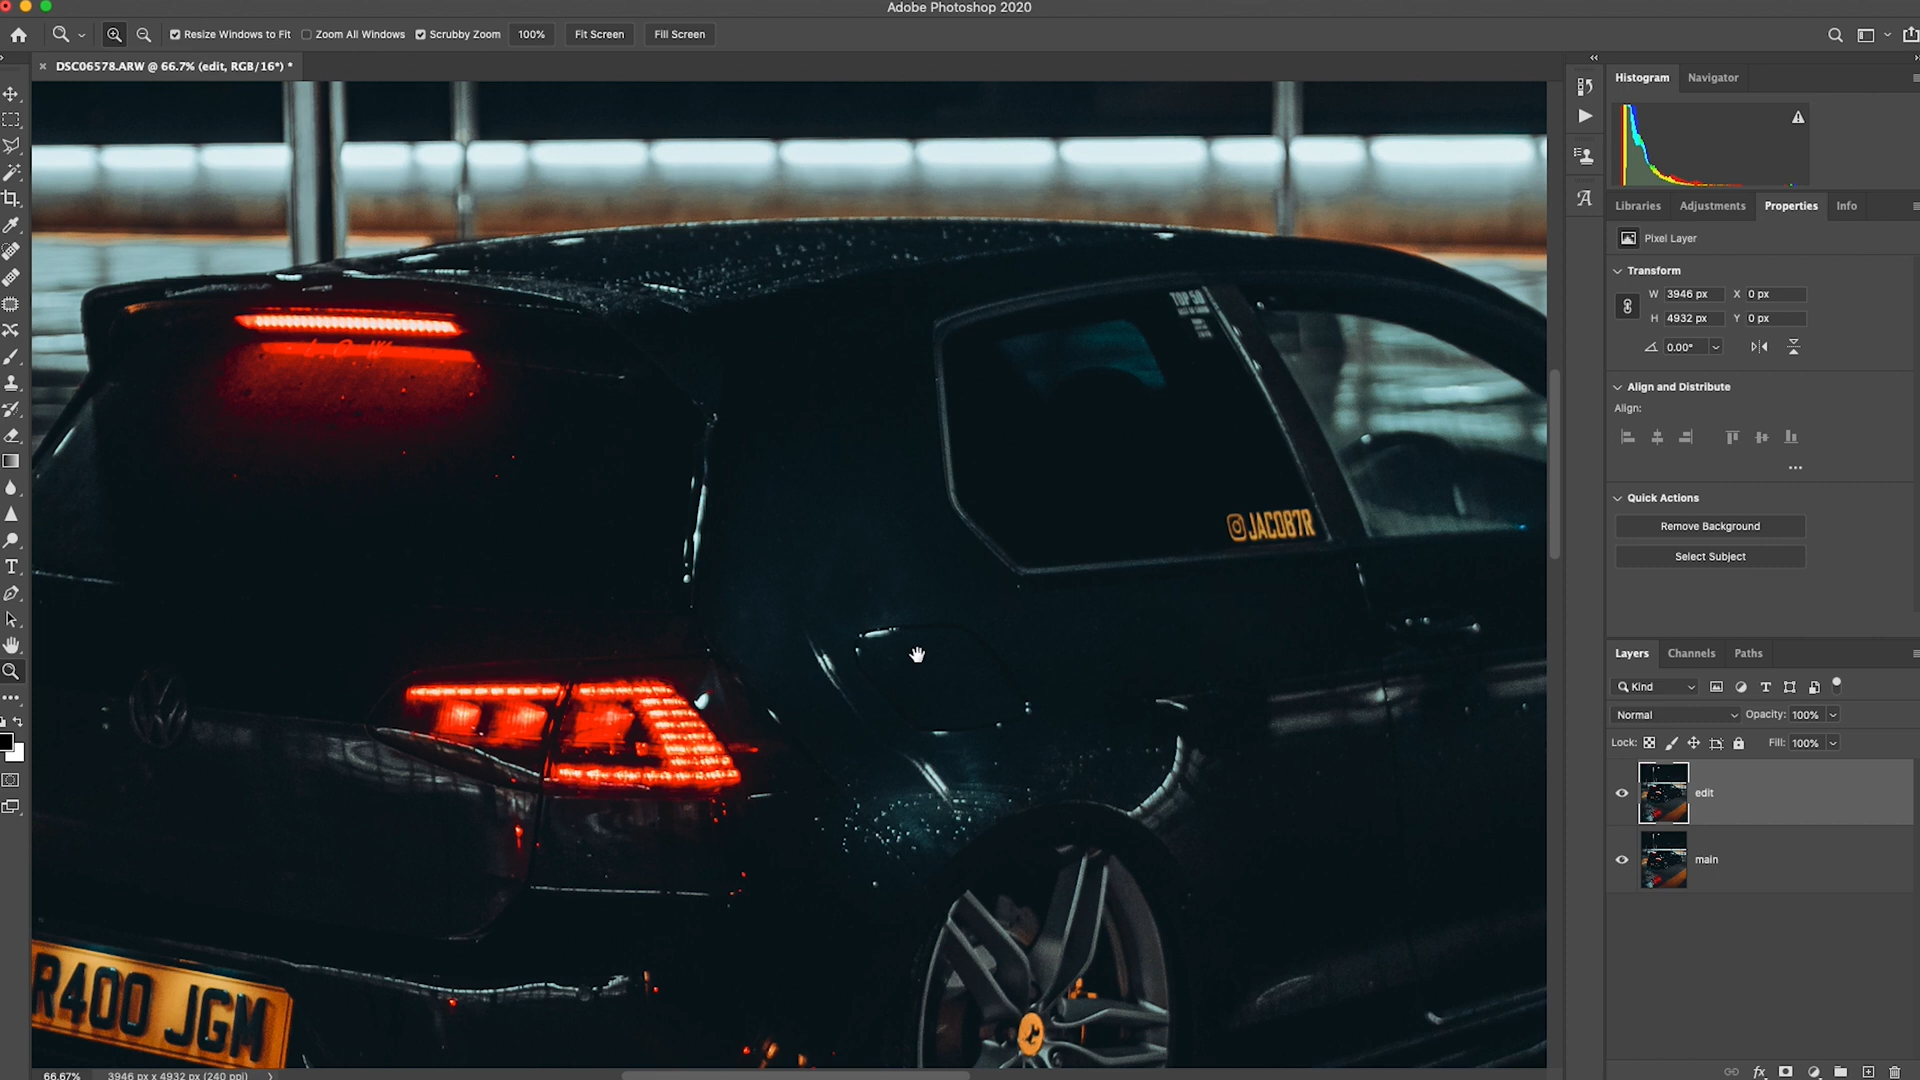 Adobe Photoshop 2020
Resize Windows to Fit Zoom All Windows Scrubby Zoom 100% Fit Screen Fill Screen
DSC06578.ARW @ 66.7% (edit, RGB/16*) *
Histogram Navigator
Libraries Adjustments Properties Info
Pixel Layer
Transform
W 3946 px X 0 px
H 4932 px Y 0 px
0.00°
Align and Distribute
Align:
Quick Actions
Remove Background
Select Subject
Layers Channels Paths
Kind
Normal Opacity: 100%
Lock: Fill: 100%
edit
main
TOP 50
LOW
JACOB7R
R400 JGM
66.67% 3946 px x 4932 px (240 ppi)